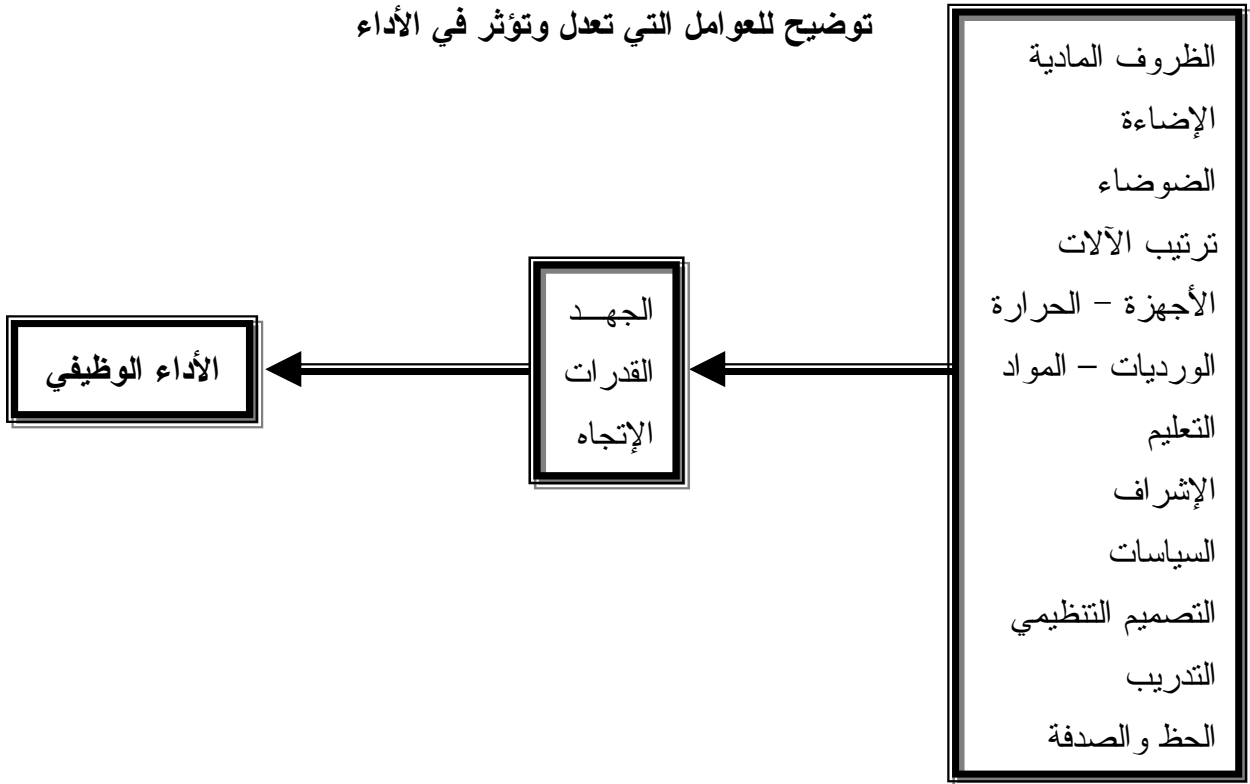 توضيح للعوامل التي تعدل وتؤثر في الأداء
الظروف المادية
الإضاءة
الضوضاء
ترتيب الآلات
الأجهزة – الحرارة
الورديات – المواد
التعليم
الإشراف
السياسات
التصميم التنظيمي
التدريب
الحظ والصدفة
الجهــد
القدرات
الإتجاه
الأداء الوظيفي